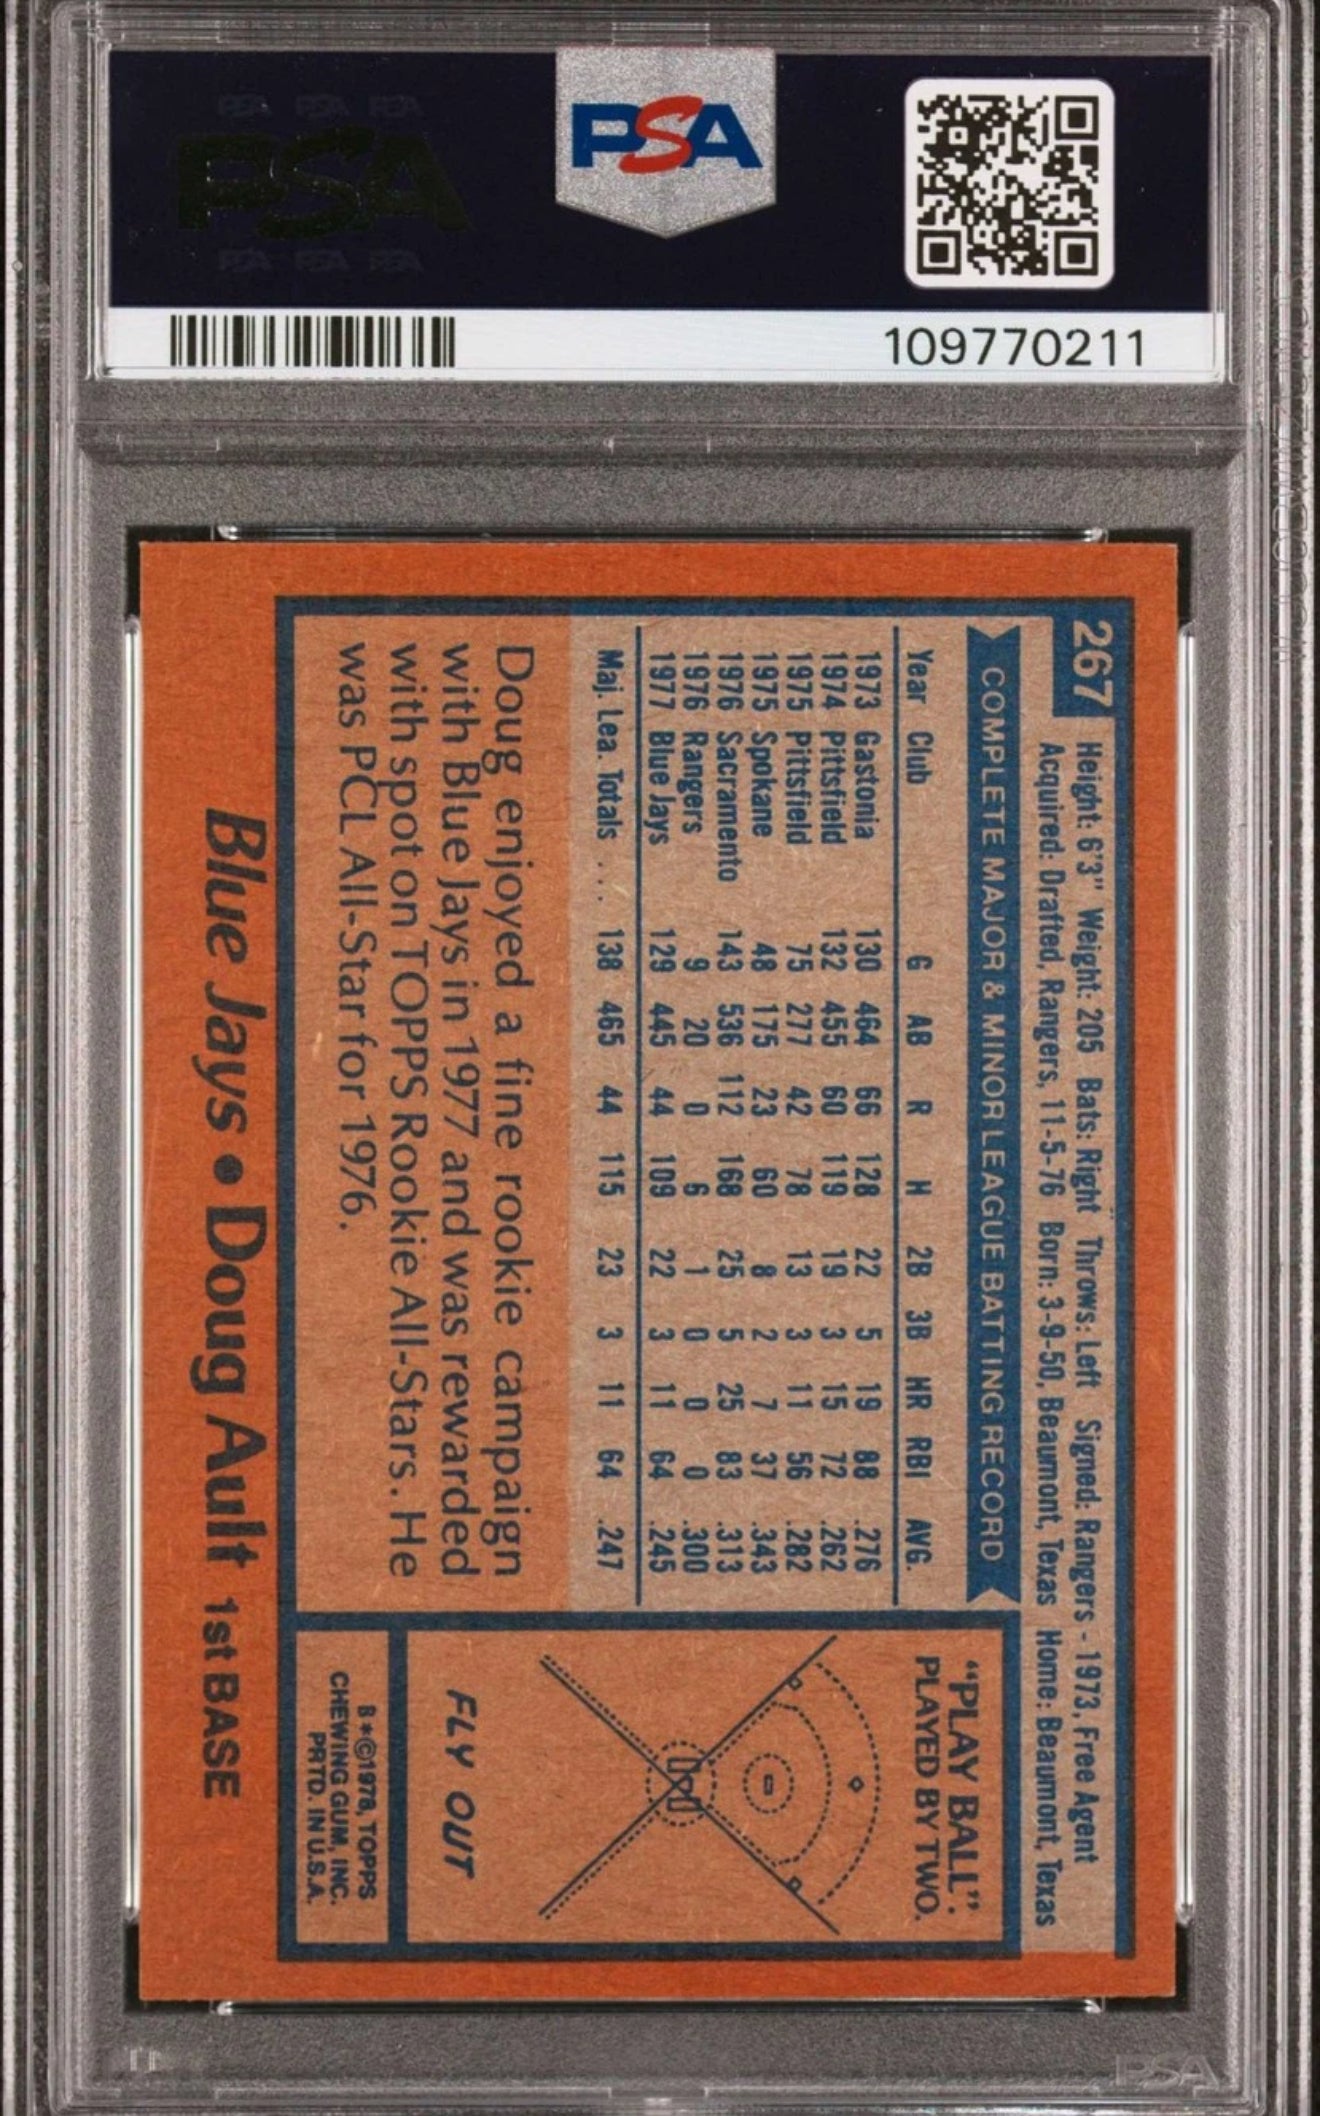 PSA PSA PSA
PSA
PSA PSA PSA
PSA
109770211
267
Height: 6'3" Weight: 205 Bats: Right Throws: Left Signed: Rangers - 1973, Free Agent
Acquired: Drafted, Rangers, 11-5-76 Born: 3-9-50, Beaumont, Texas Home: Beaumont, Texas
COMPLETE MAJOR & MINOR LEAGUE BATTING RECORD
Year Club G AB R H 2B 3B HR RBI AVG.
1973 Gastonia 130 464 66 128 22 5 19 88 .276
1974 Pittsfield 132 455 60 119 19 3 15 72 .262
1975 Pittsfield 75 277 42 78 13 3 11 56 .282
1975 Spokane 48 175 23 60 8 2 7 37 .343
1976 Sacramento 143 536 112 168 25 5 25 83 .313
1976 Rangers 9 20 0 6 1 0 0 0 .300
1977 Blue Jays 129 445 44 109 22 3 11 64 .245
Maj. Lea. Totals ... 138 465 44 115 23 3 11 64 .247
Doug enjoyed a fine rookie campaign
with Blue Jays in 1977 and was rewarded
with spot on TOPPS Rookie All-Stars. He
was PCL All-Star for 1976.
"PLAY BALL".
PLAYED BY TWO.
FLY OUT
B*©1978, TOPPS
CHEWING GUM, INC.
PRTD. IN U.S.A.
Blue Jays • Doug Ault 1st BASE
PSA